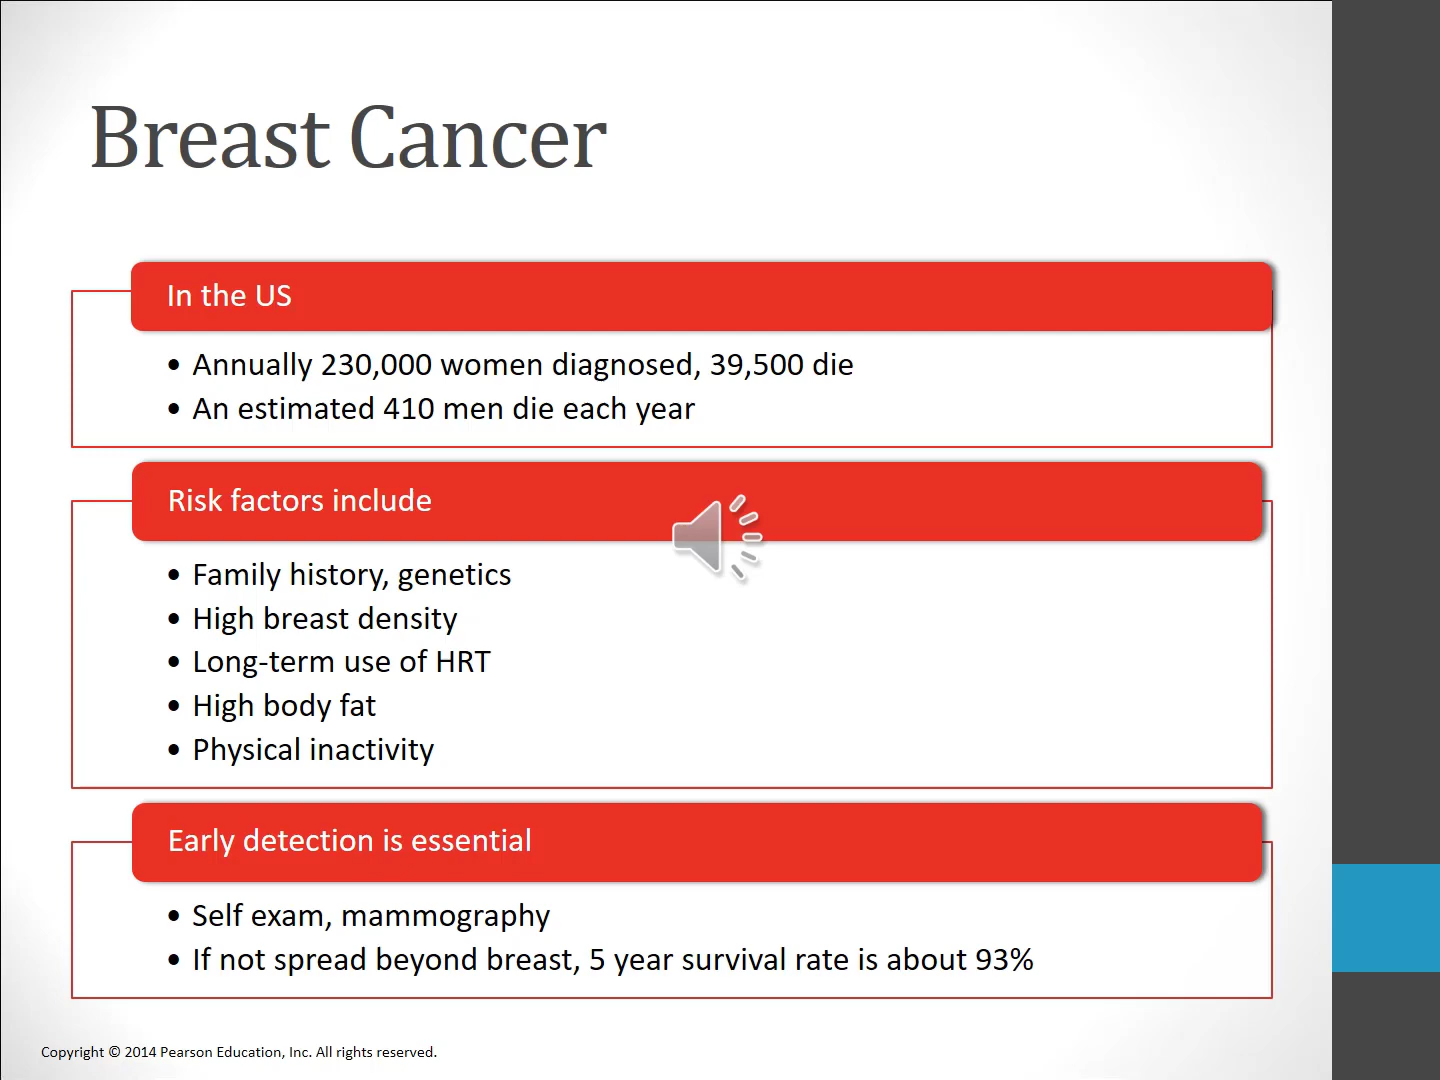 Breast Cancer
In the US
• Annually 230,000 women diagnosed, 39,500 die
• An estimated 410 men die each year
Risk factors include
• Family history, genetics
• High breast density
• Long-term use of HRT
• High body fat
• Physical inactivity
Early detection is essential
• Self exam, mammography
• If not spread beyond breast, 5 year survival rate is about 93%
Copyright © 2014 Pearson Education, Inc. All rights reserved.